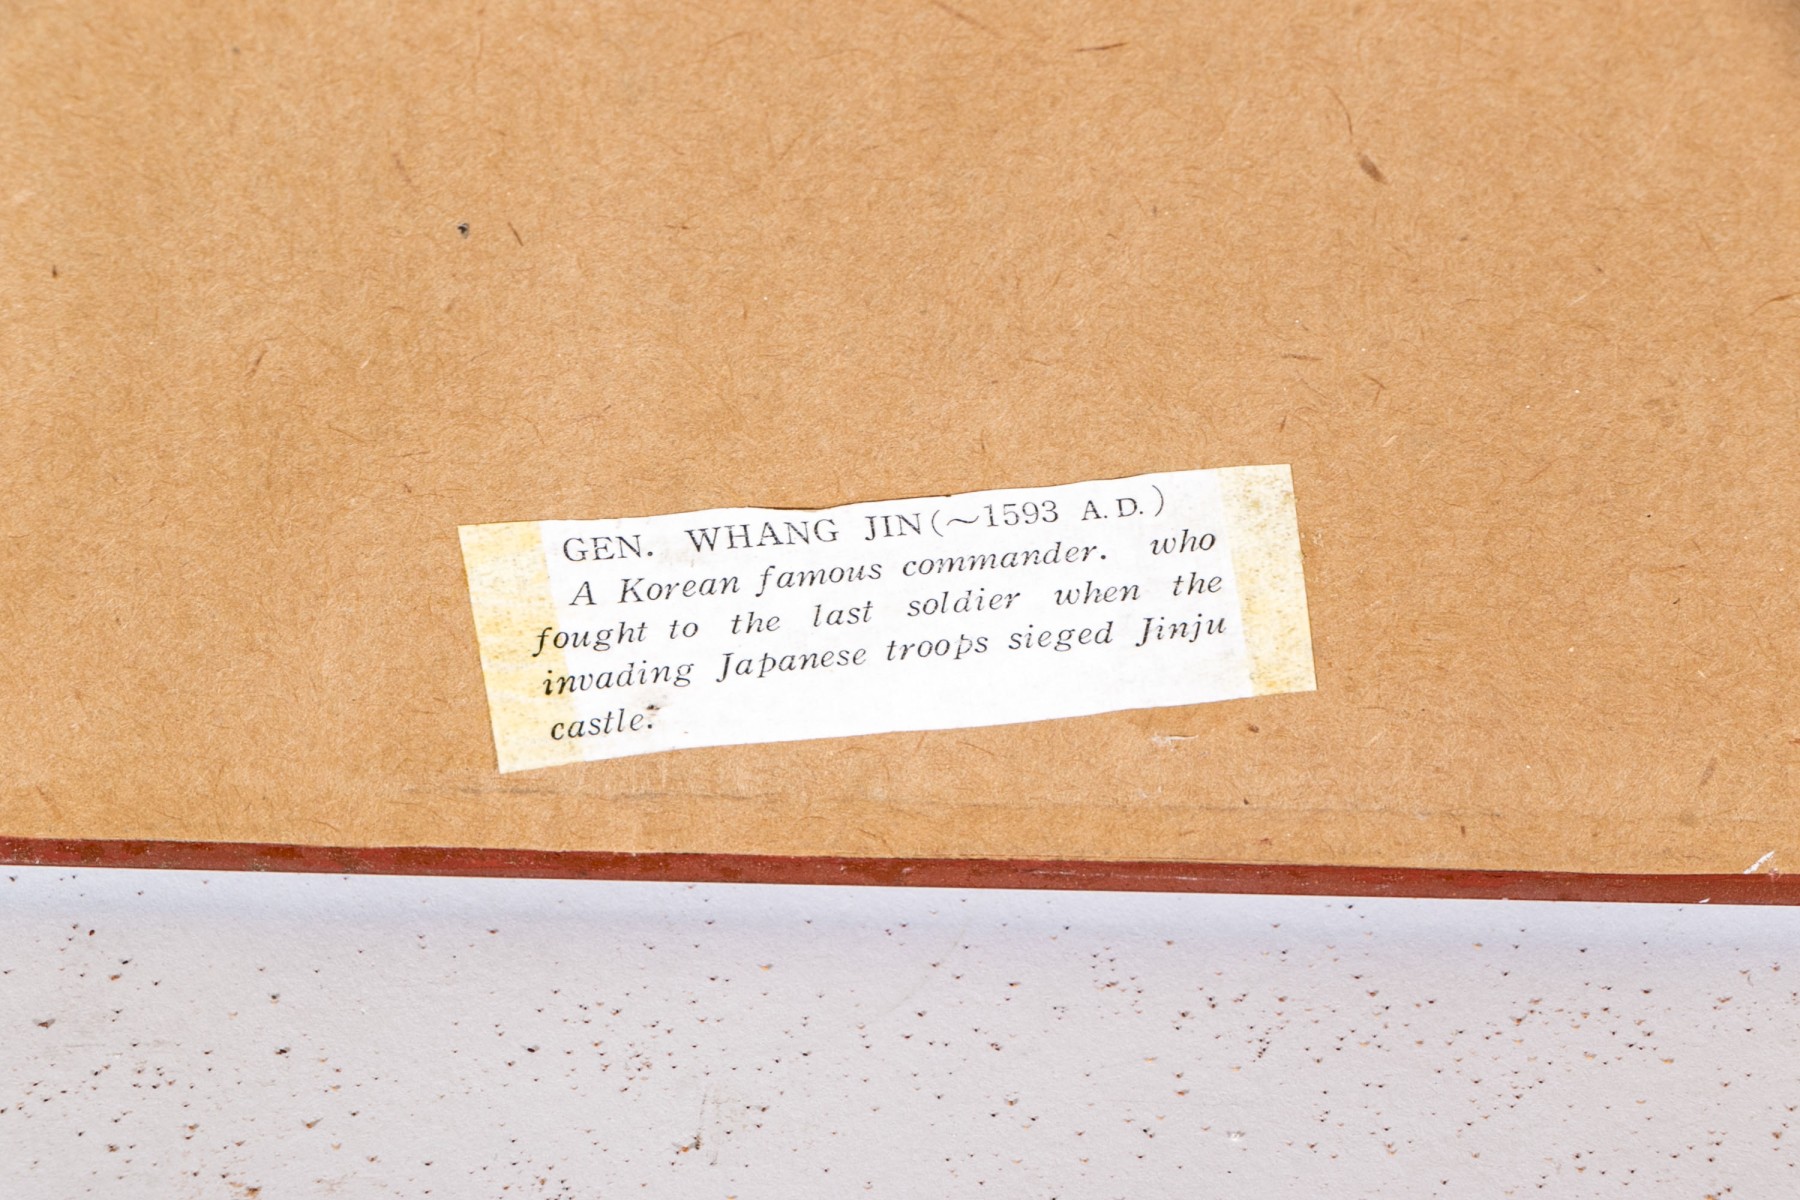 GEN. WHANG JIN(~1593 A.D.)
A Korean famous commander. who
fought to the last soldier when the
invading Japanese troops sieged Jinju
castle.